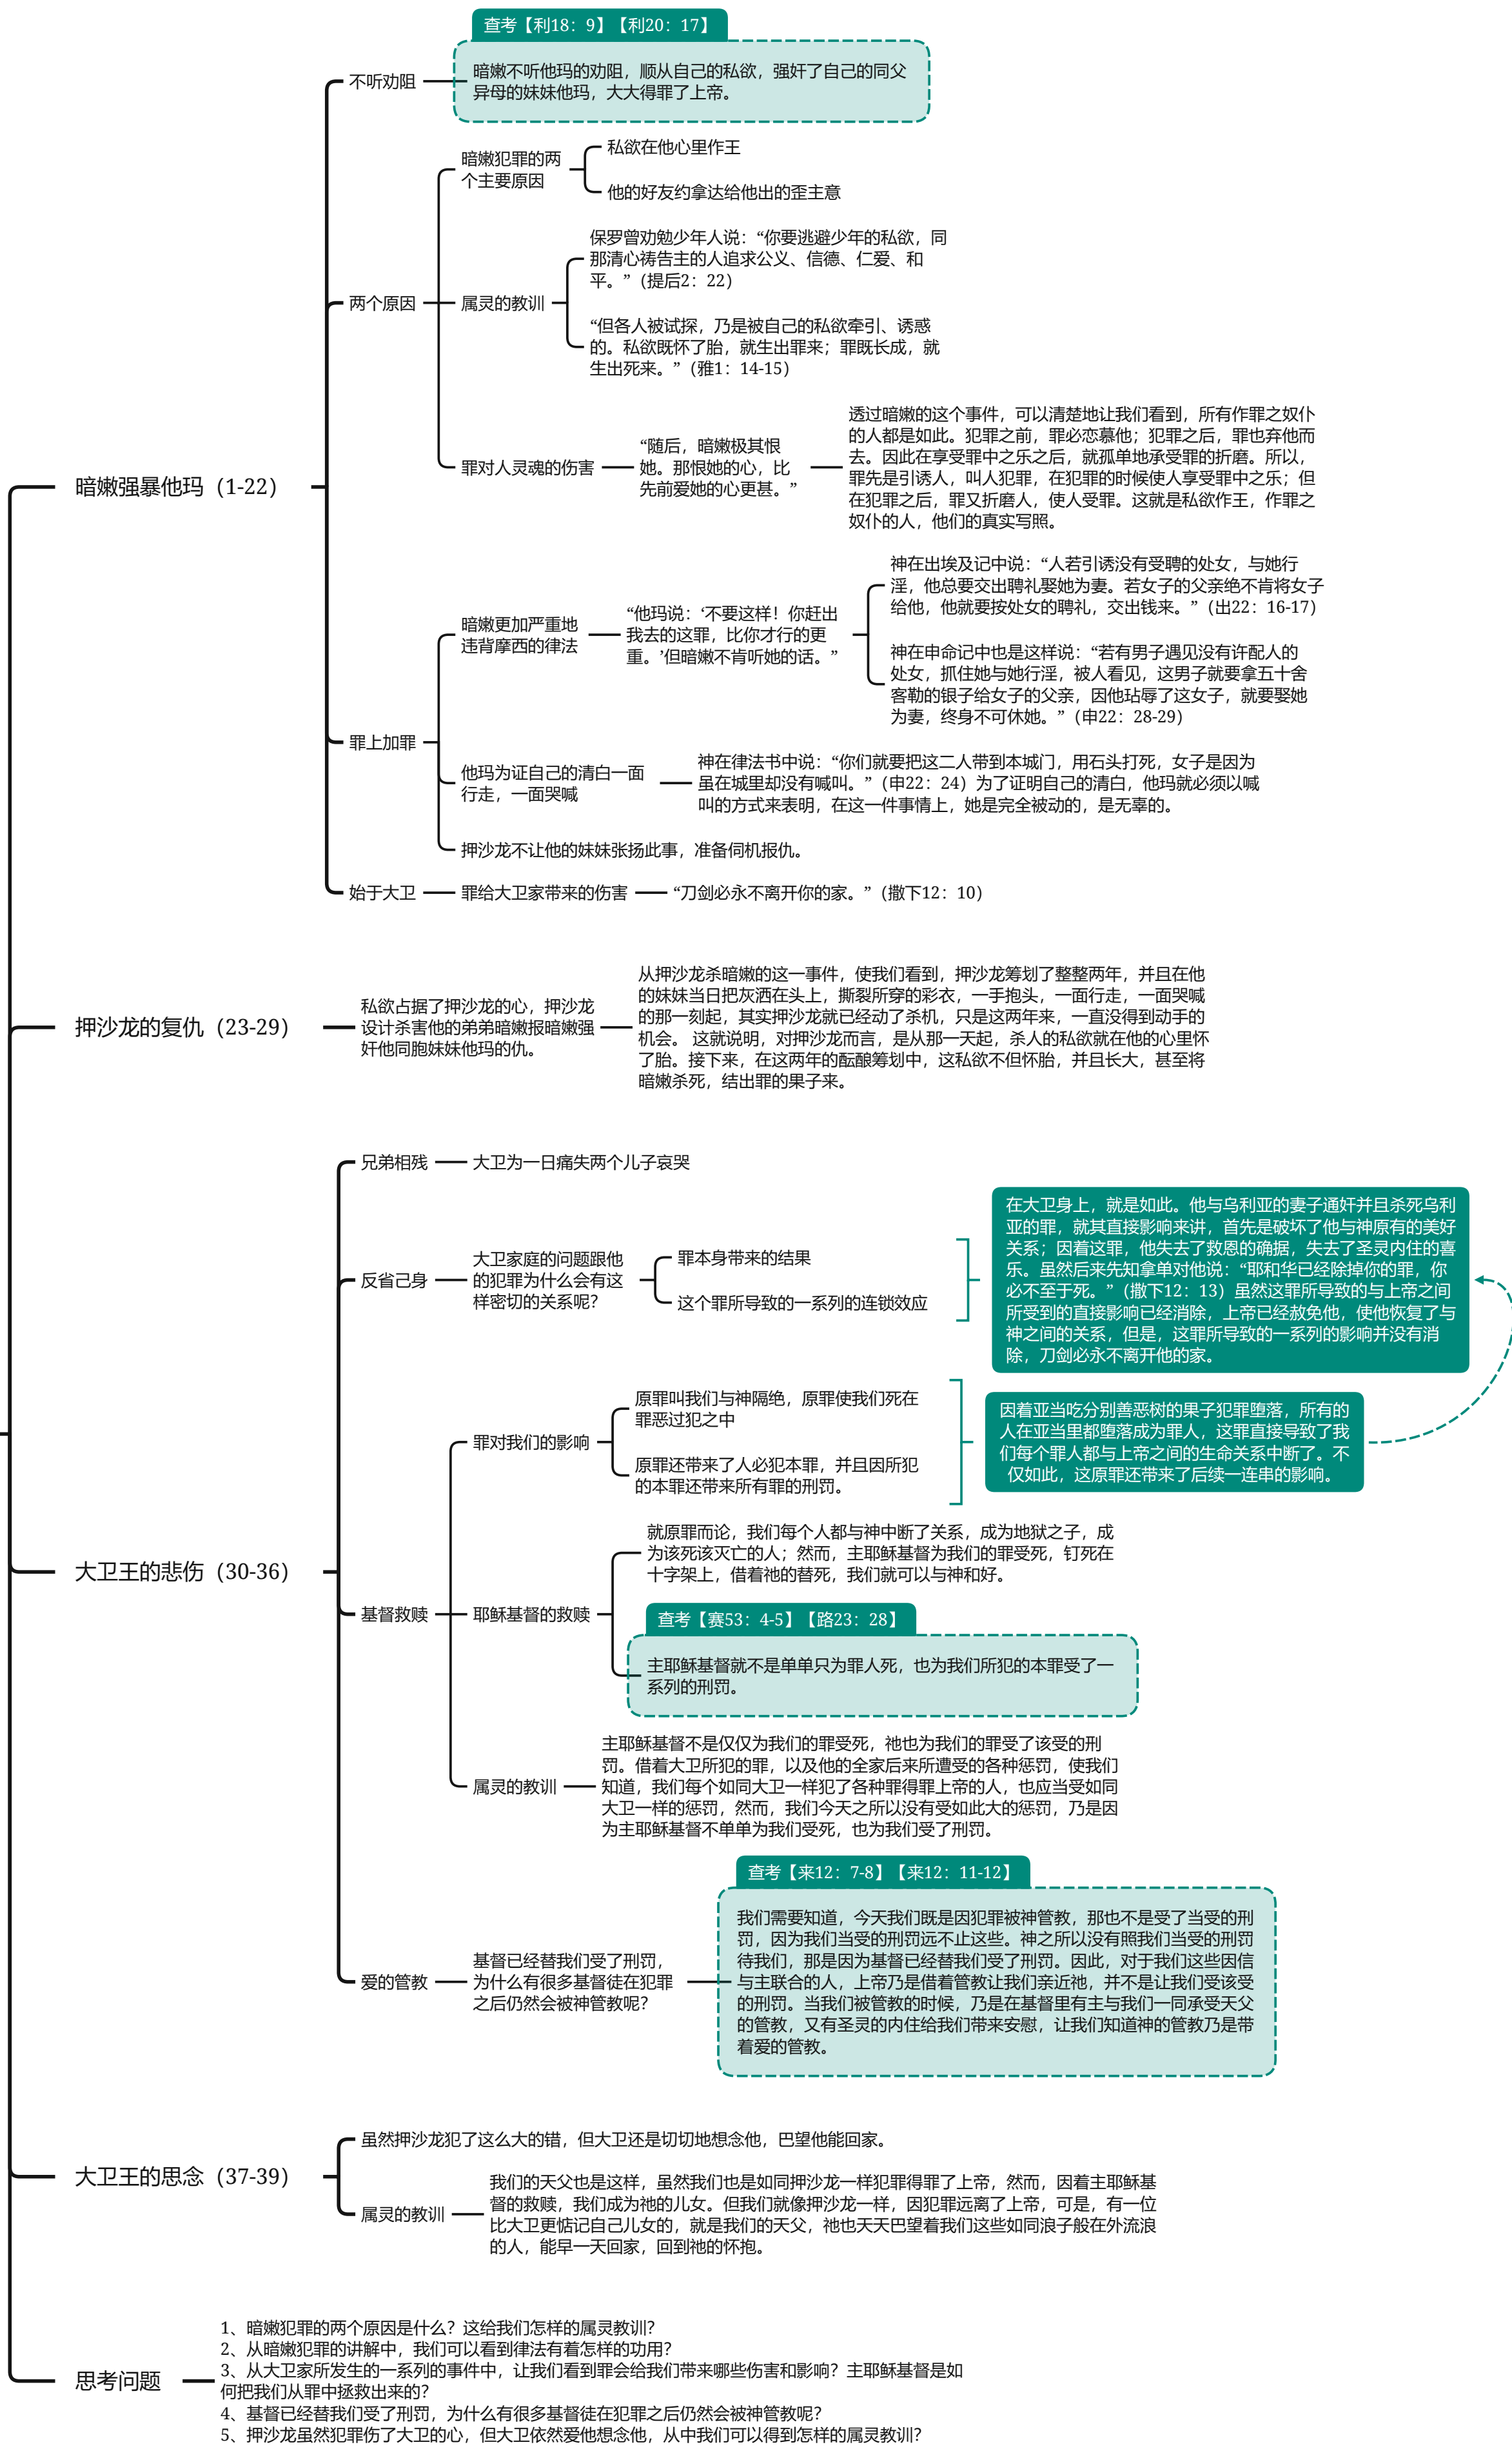 查考【利18：9】【利20：17】
不听劝阻
暗嫩不听他玛的劝阻，顺从自己的私欲，强奸了自己的同父
异母的妹妹他玛，大大得罪了上帝。
暗嫩犯罪的两
个主要原因
私欲在他心里作王
他的好友约拿达给他出的歪主意
两个原因
属灵的教训
保罗曾劝勉少年人说：“你要逃避少年的私欲，同
那清心祷告主的人追求公义、信德、仁爱、和
平。”（提后2：22）
“但各人被试探，乃是被自己的私欲牵引、诱惑
的。私欲既怀了胎，就生出罪来；罪既长成，就
生出死来。”（雅1：14-15）
罪对人灵魂的伤害
“随后，暗嫩极其恨
她。那恨她的心，比
先前爱她的心更甚。”
透过暗嫩的这个事件，可以清楚地让我们看到，所有作罪之奴仆
的人都是如此。犯罪之前，罪必恋慕他；犯罪之后，罪也弃他而
去。因此在享受罪中之乐之后，就孤单地承受罪的折磨。所以，
罪先是引诱人，叫人犯罪，在犯罪的时候使人享受罪中之乐；但
在犯罪之后，罪又折磨人，使人受罪。这就是私欲作王，作罪之
奴仆的人，他们的真实写照。
暗嫩强暴他玛（1-22）
暗嫩更加严重地
违背摩西的律法
“他玛说：‘不要这样！你赶出
我去的这罪，比你才行的更
重。’但暗嫩不肯听她的话。”
神在出埃及记中说：“人若引诱没有受聘的处女，与她行
淫，他总要交出聘礼娶她为妻。若女子的父亲绝不肯将女子
给他，他就要按处女的聘礼，交出钱来。”（出22：16-17）
神在申命记中也是这样说：“若有男子遇见没有许配人的
处女，抓住她与她行淫，被人看见，这男子就要拿五十舍
客勒的银子给女子的父亲，因他玷辱了这女子，就要娶她
为妻，终身不可休她。”（申22：28-29）
罪上加罪
他玛为证自己的清白一面
行走，一面哭喊
神在律法书中说：“你们就要把这二人带到本城门，用石头打死，女子是因为
虽在城里却没有喊叫。”（申22：24）为了证明自己的清白，他玛就必须以喊
叫的方式来表明，在这一件事情上，她是完全被动的，是无辜的。
押沙龙不让他的妹妹张扬此事，准备伺机报仇。
始于大卫
罪给大卫家带来的伤害
“刀剑必永不离开你的家。”（撒下12：10）
押沙龙的复仇（23-29）
私欲占据了押沙龙的心，押沙龙
设计杀害他的弟弟暗嫩报暗嫩强
奸他同胞妹妹他玛的仇。
从押沙龙杀暗嫩的这一事件，使我们看到，押沙龙筹划了整整两年，并且在他
的妹妹当日把灰洒在头上，撕裂所穿的彩衣，一手抱头，一面行走，一面哭喊
的那一刻起，其实押沙龙就已经动了杀机，只是这两年来，一直没得到动手的
机会。 这就说明，对押沙龙而言，是从那一天起，杀人的私欲就在他的心里怀
了胎。接下来，在这两年的酝酿筹划中，这私欲不但怀胎，并且长大，甚至将
暗嫩杀死，结出罪的果子来。
兄弟相残
大卫为一日痛失两个儿子哀哭
反省己身
大卫家庭的问题跟他
的犯罪为什么会有这
样密切的关系呢？
罪本身带来的结果
这个罪所导致的一系列的连锁效应
在大卫身上，就是如此。他与乌利亚的妻子通奸并且杀死乌利
亚的罪，就其直接影响来讲，首先是破坏了他与神原有的美好
关系；因着这罪，他失去了救恩的确据，失去了圣灵内住的喜
乐。虽然后来先知拿单对他说：“耶和华已经除掉你的罪，你
必不至于死。”（撒下12：13）虽然这罪所导致的与上帝之间
所受到的直接影响已经消除，上帝已经赦免他，使他恢复了与
神之间的关系，但是，这罪所导致的一系列的影响并没有消
除，刀剑必永不离开他的家。
罪对我们的影响
原罪叫我们与神隔绝，原罪使我们死在
罪恶过犯之中
原罪还带来了人必犯本罪，并且因所犯
的本罪还带来所有罪的刑罚。
因着亚当吃分别善恶树的果子犯罪堕落，所有的
人在亚当里都堕落成为罪人，这罪直接导致了我
们每个罪人都与上帝之间的生命关系中断了。不
仅如此，这原罪还带来了后续一连串的影响。
大卫王的悲伤（30-36）
基督救赎
耶稣基督的救赎
就原罪而论，我们每个人都与神中断了关系，成为地狱之子，成
为该死该灭亡的人；然而，主耶稣基督为我们的罪受死，钉死在
十字架上，借着祂的替死，我们就可以与神和好。
查考【赛53：4-5】【路23：28】
主耶稣基督就不是单单只为罪人死，也为我们所犯的本罪受了一
系列的刑罚。
属灵的教训
主耶稣基督不是仅仅为我们的罪受死，祂也为我们的罪受了该受的刑
罚。借着大卫所犯的罪，以及他的全家后来所遭受的各种惩罚，使我们
知道，我们每个如同大卫一样犯了各种罪得罪上帝的人，也应当受如同
大卫一样的惩罚，然而，我们今天之所以没有受如此大的惩罚，乃是因
为主耶稣基督不单单为我们受死，也为我们受了刑罚。
查考【来12：7-8】【来12：11-12】
爱的管教
基督已经替我们受了刑罚，
为什么有很多基督徒在犯罪
之后仍然会被神管教呢？
我们需要知道，今天我们既是因犯罪被神管教，那也不是受了当受的刑
罚，因为我们当受的刑罚远不止这些。神之所以没有照我们当受的刑罚
待我们，那是因为基督已经替我们受了刑罚。因此，对于我们这些因信
与主联合的人，上帝乃是借着管教让我们亲近祂，并不是让我们受该受
的刑罚。当我们被管教的时候，乃是在基督里有主与我们一同承受天父
的管教，又有圣灵的内住给我们带来安慰，让我们知道神的管教乃是带
着爱的管教。
大卫王的思念（37-39）
虽然押沙龙犯了这么大的错，但大卫还是切切地想念他，巴望他能回家。
属灵的教训
我们的天父也是这样，虽然我们也是如同押沙龙一样犯罪得罪了上帝，然而，因着主耶稣基
督的救赎，我们成为祂的儿女。但我们就像押沙龙一样，因犯罪远离了上帝，可是，有一位
比大卫更惦记自己儿女的，就是我们的天父，祂也天天巴望着我们这些如同浪子般在外流浪
的人，能早一天回家，回到祂的怀抱。
思考问题
1、暗嫩犯罪的两个原因是什么？这给我们怎样的属灵教训？
2、从暗嫩犯罪的讲解中，我们可以看到律法有着怎样的功用？
3、从大卫家所发生的一系列的事件中，让我们看到罪会给我们带来哪些伤害和影响？主耶稣基督是如
何把我们从罪中拯救出来的？
4、基督已经替我们受了刑罚，为什么有很多基督徒在犯罪之后仍然会被神管教呢？
5、押沙龙虽然犯罪伤了大卫的心，但大卫依然爱他想念他，从中我们可以得到怎样的属灵教训？